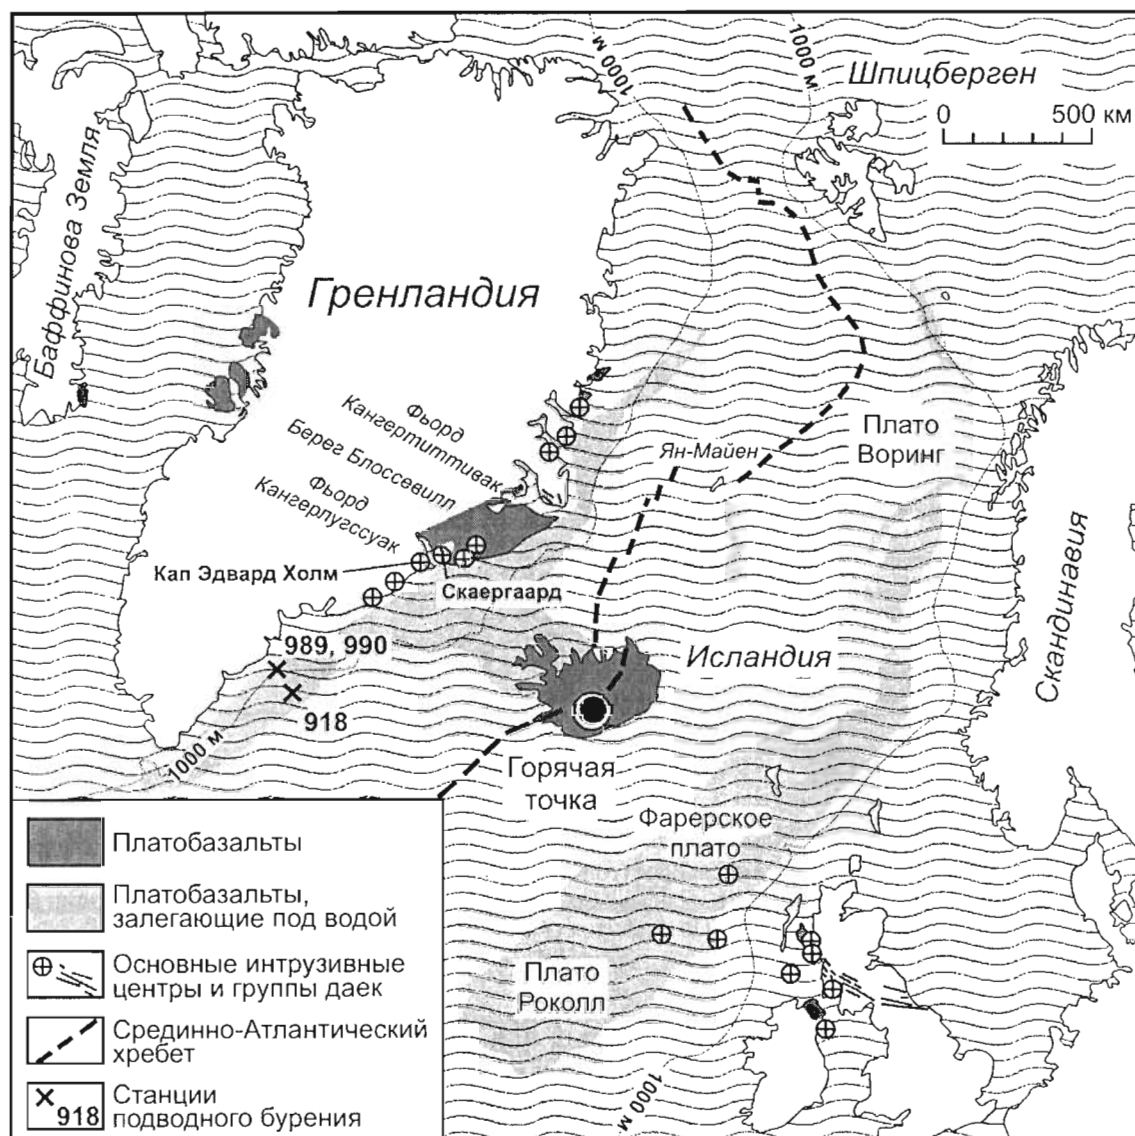 1000 м
1000 м
Шпицберген
0 500 км
Баффинова Земля
Гренландия
Фьорд
Кангертиттивак
Берег Блоссевилл
Фьорд
Кангерлугссуак
Ян-Майен
Плато
Воринг
Кап Эдвард Холм
Скаергаард
Скандинавия
989, 990
Исландия
918
1000 м
Горячая
точка
Фарерское
плато
Плато
Роколл
1000 м
Платобазальты
Платобазальты,
залегающие под водой
Основные интрузивные
центры и группы даек
Срединно-Атлантический
хребет
918
Станции
подводного бурения